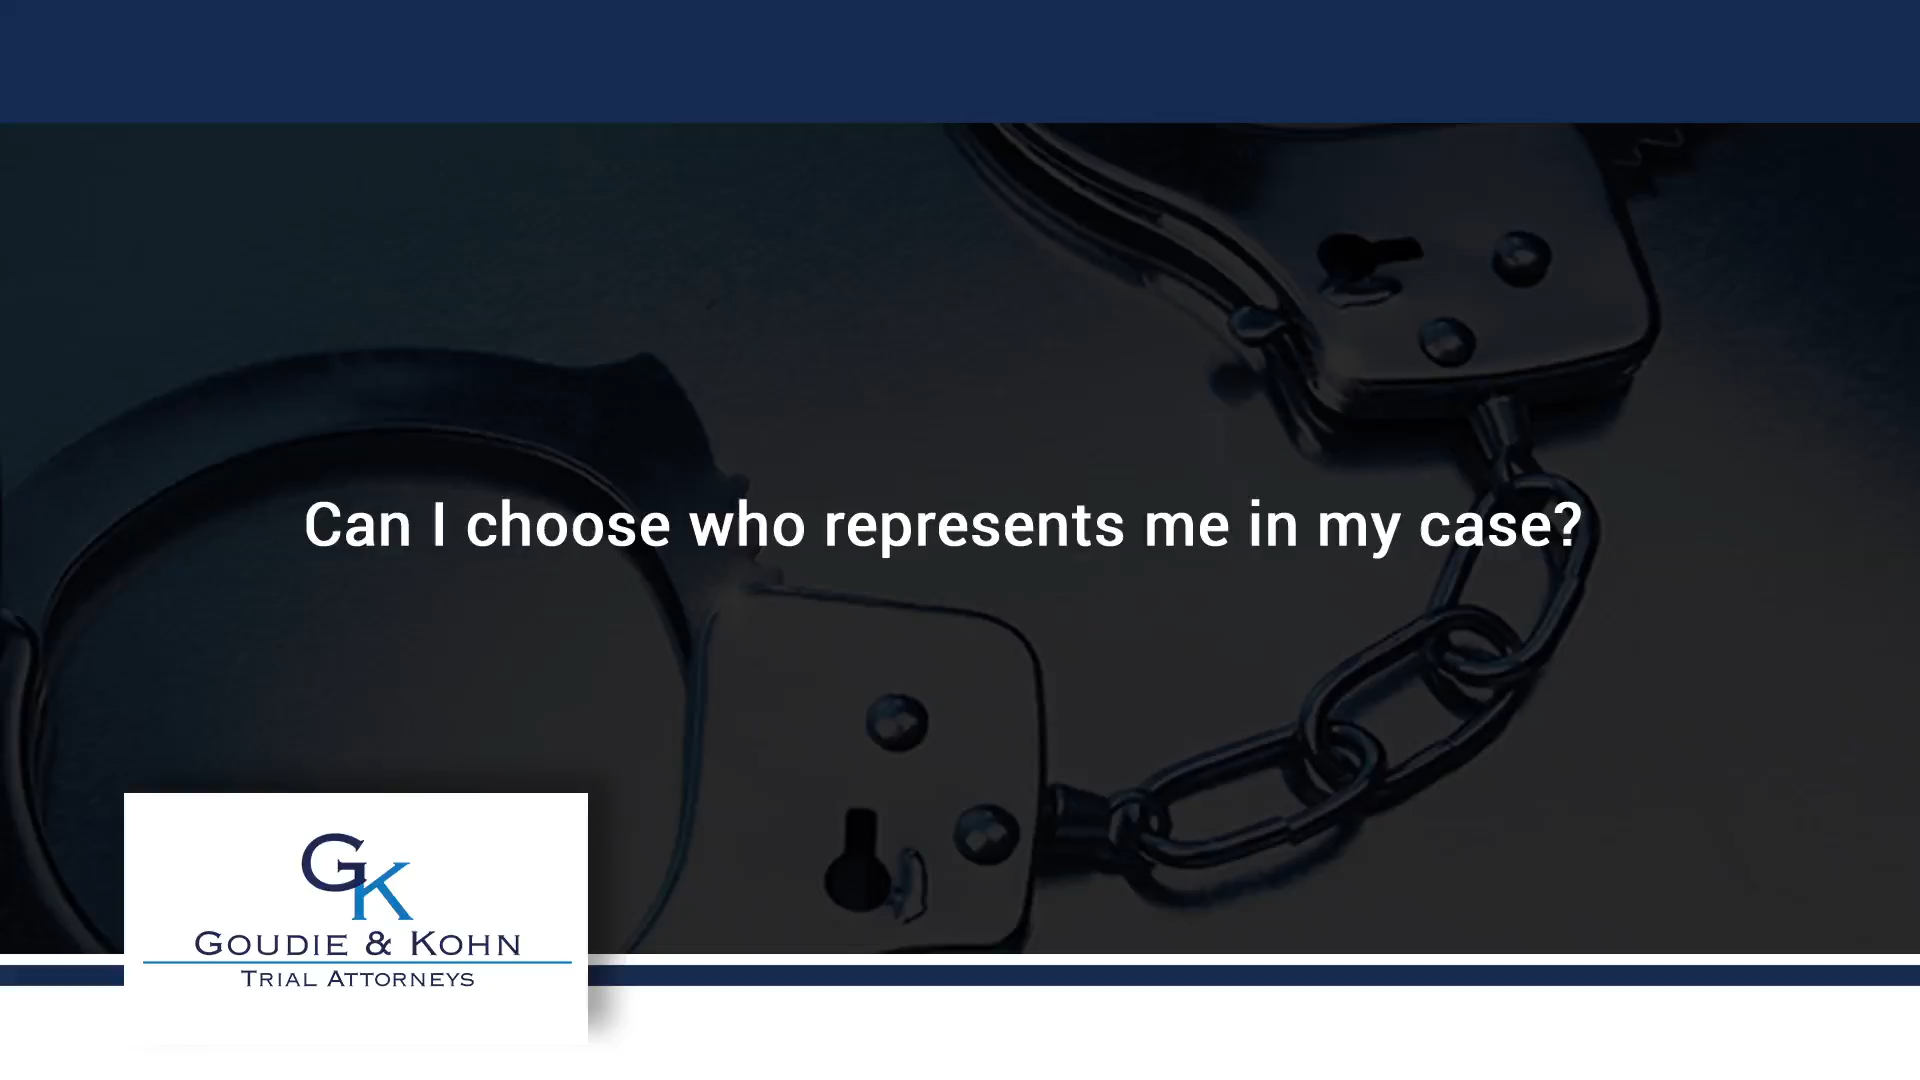 Can I choose who represents me in my case?
GK
GOUDIE & KOHN
TRIAL ATTORNEYS